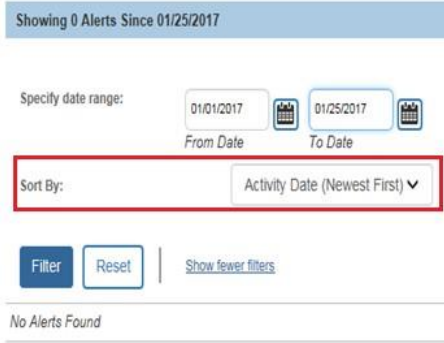 Showing 0 Alerts Since 01/25/2017
Specify date range:
01/01/2017 01/25/2017
From Date To Date
Sort By: Activity Date (Newest First)
Filter Reset Show fewer filters
No Alerts Found